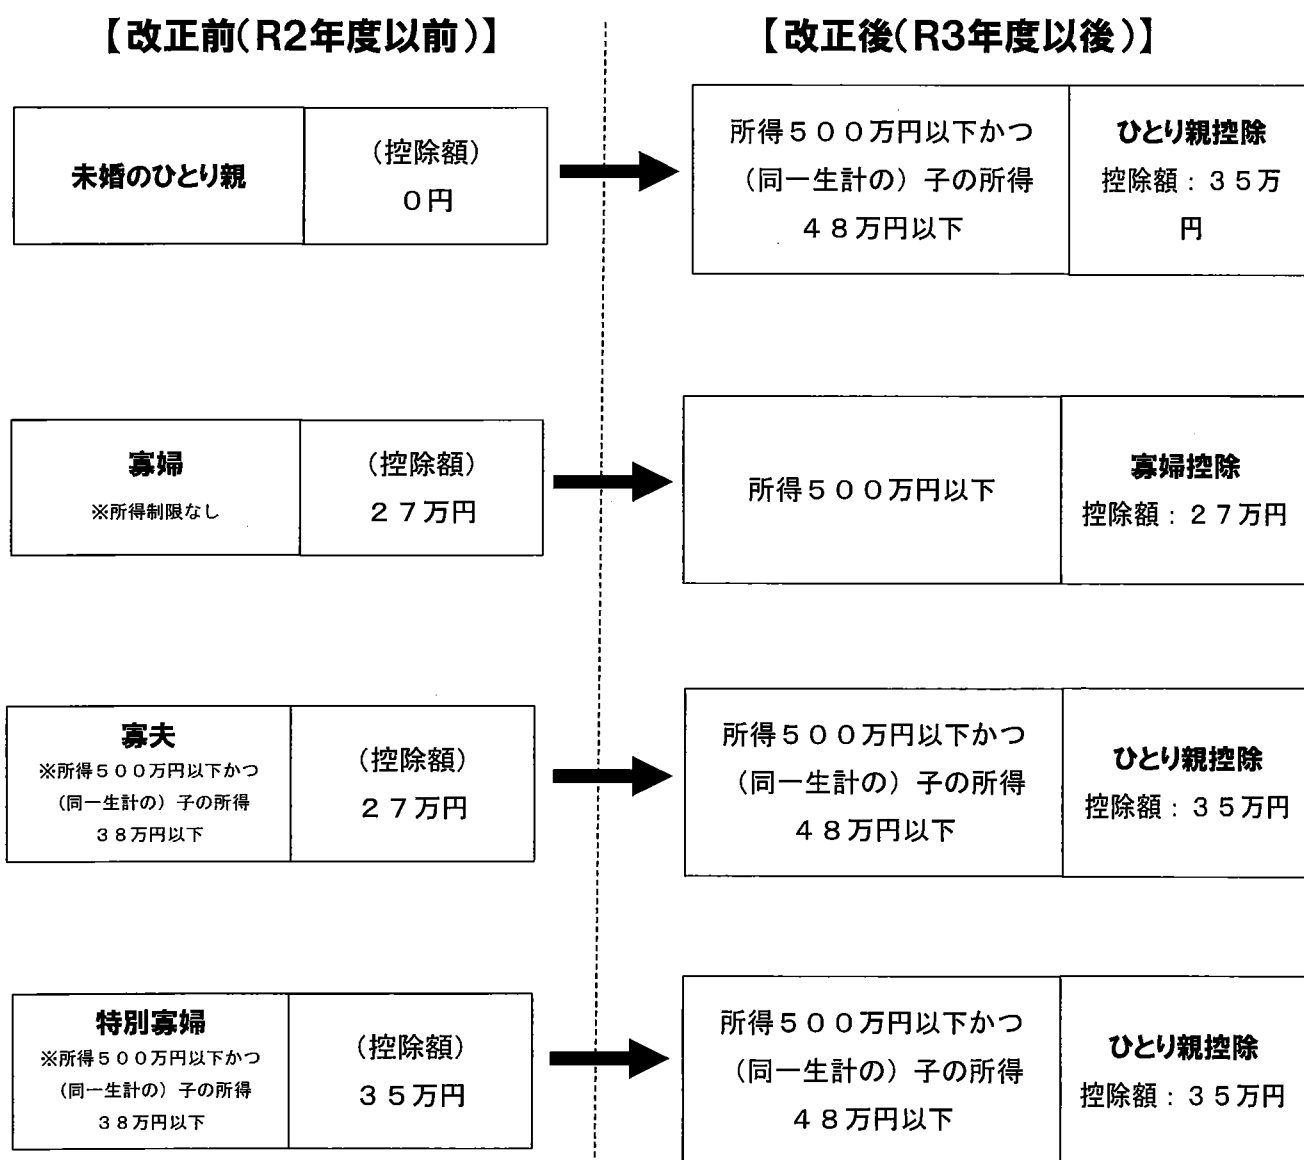 【改正前(R2年度以前)】
【改正後(R3年度以後)】
未婚のひとり親
（控除額）
０円
所得５００万円以下かつ
（同一生計の）子の所得
４８万円以下
ひとり親控除
控除額：３５万
円
寡婦
※所得制限なし
（控除額）
２７万円
所得５００万円以下
寡婦控除
控除額：２７万円
寡夫
※所得５００万円以下かつ
（同一生計の）子の所得
３８万円以下
（控除額）
２７万円
所得５００万円以下かつ
（同一生計の）子の所得
４８万円以下
ひとり親控除
控除額：３５万円
特別寡婦
※所得５００万円以下かつ
（同一生計の）子の所得
３８万円以下
（控除額）
３５万円
所得５００万円以下かつ
（同一生計の）子の所得
４８万円以下
ひとり親控除
控除額：３５万円